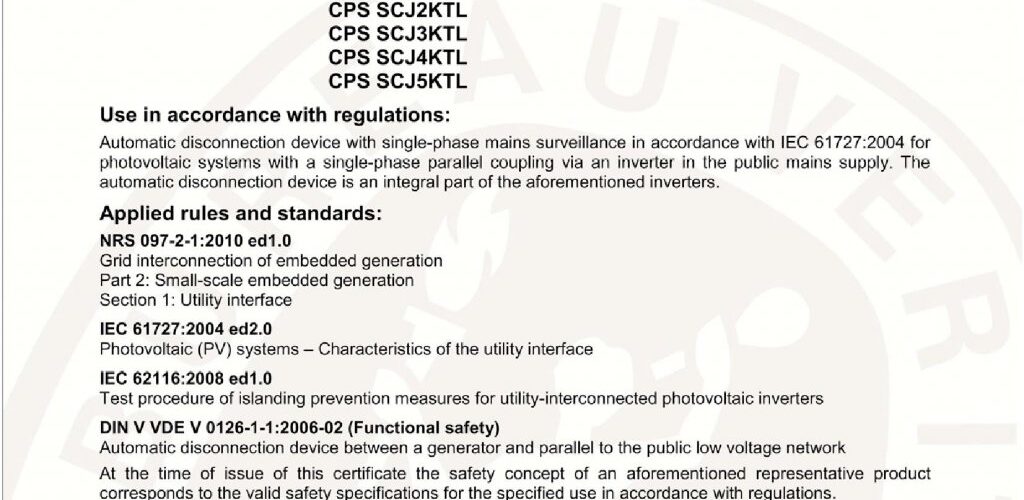 CPS SCJ2KTL
CPS SCJ3KTL
CPS SCJ4KTL
CPS SCJ5KTL
Use in accordance with regulations:
Automatic disconnection device with single-phase mains surveillance in accordance with IEC 61727:2004 for
photovoltaic systems with a single-phase parallel coupling via an inverter in the public mains supply. The
automatic disconnection device is an integral part of the aforementioned inverters.
Applied rules and standards:
NRS 097-2-1:2010 ed1.0
Grid interconnection of embedded generation
Part 2: Small-scale embedded generation
Section 1: Utility interface
IEC 61727:2004 ed2.0
Photovoltaic (PV) systems – Characteristics of the utility interface
IEC 62116:2008 ed1.0
Test procedure of islanding prevention measures for utility-interconnected photovoltaic inverters
DIN V VDE V 0126-1-1:2006-02 (Functional safety)
Automatic disconnection device between a generator and parallel to the public low voltage network
At the time of issue of this certificate the safety concept of an aforementioned representative product
corresponds to the valid safety specifications for the specified use in accordance with regulations.